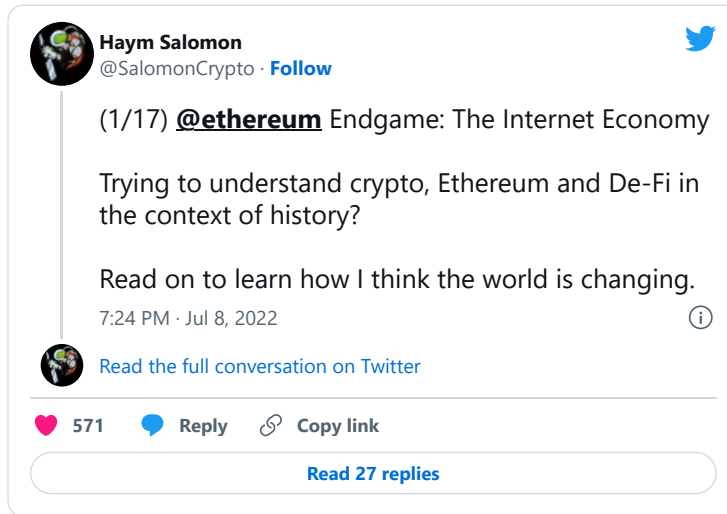 Haym Salomon
@SalomonCrypto · Follow
(1/17) @ethereum Endgame: The Internet Economy
Trying to understand crypto, Ethereum and De-Fi in
the context of history?
Read on to learn how I think the world is changing.
7:24 PM · Jul 8, 2022
Read the full conversation on Twitter
571 Reply Copy link
Read 27 replies